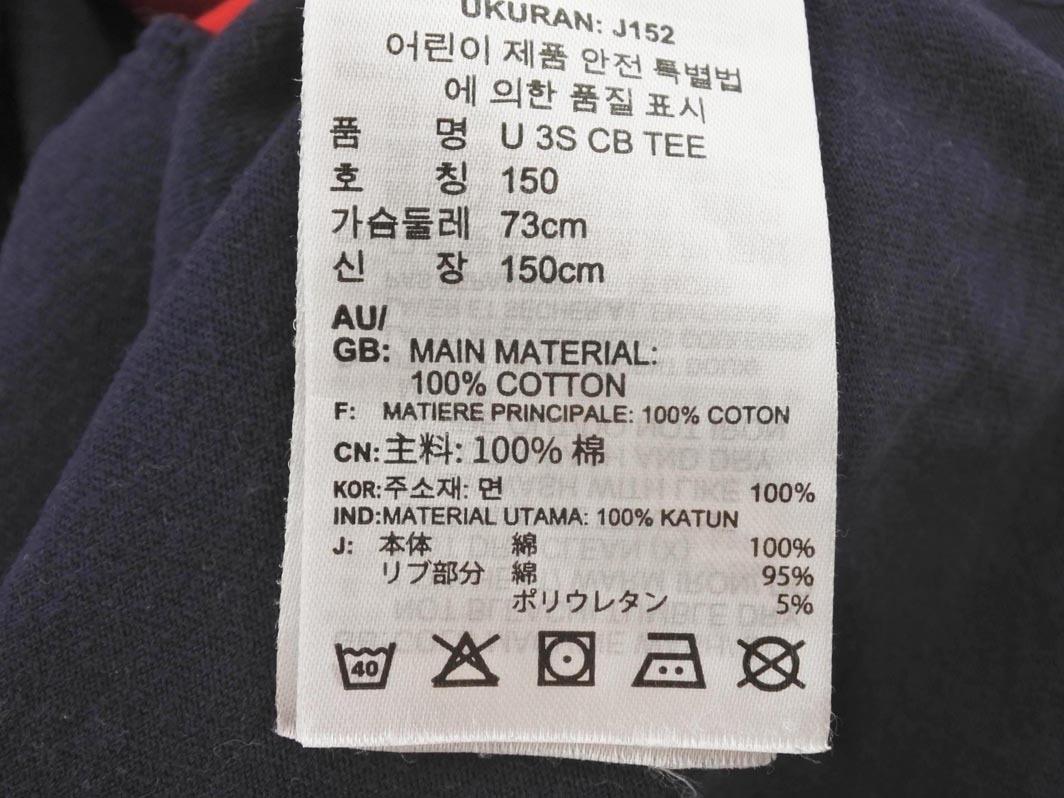 UKURAN: J152
어린이 제품 안전 특별법
에 의한 품질 표시
품 명 U 3S CB TEE
호 칭 150
가슴둘레 73cm
신 장 150cm
AU/
GB: MAIN MATERIAL:
100% COTTON
F: MATIERE PRINCIPALE: 100% COTON
CN:主料: 100% 棉
KOR:주소재: 면 100%
IND:MATERIAL UTAMA: 100% KATUN
J: 本体 綿 100%
リブ部分 綿 95%
ポリウレタン 5%
40